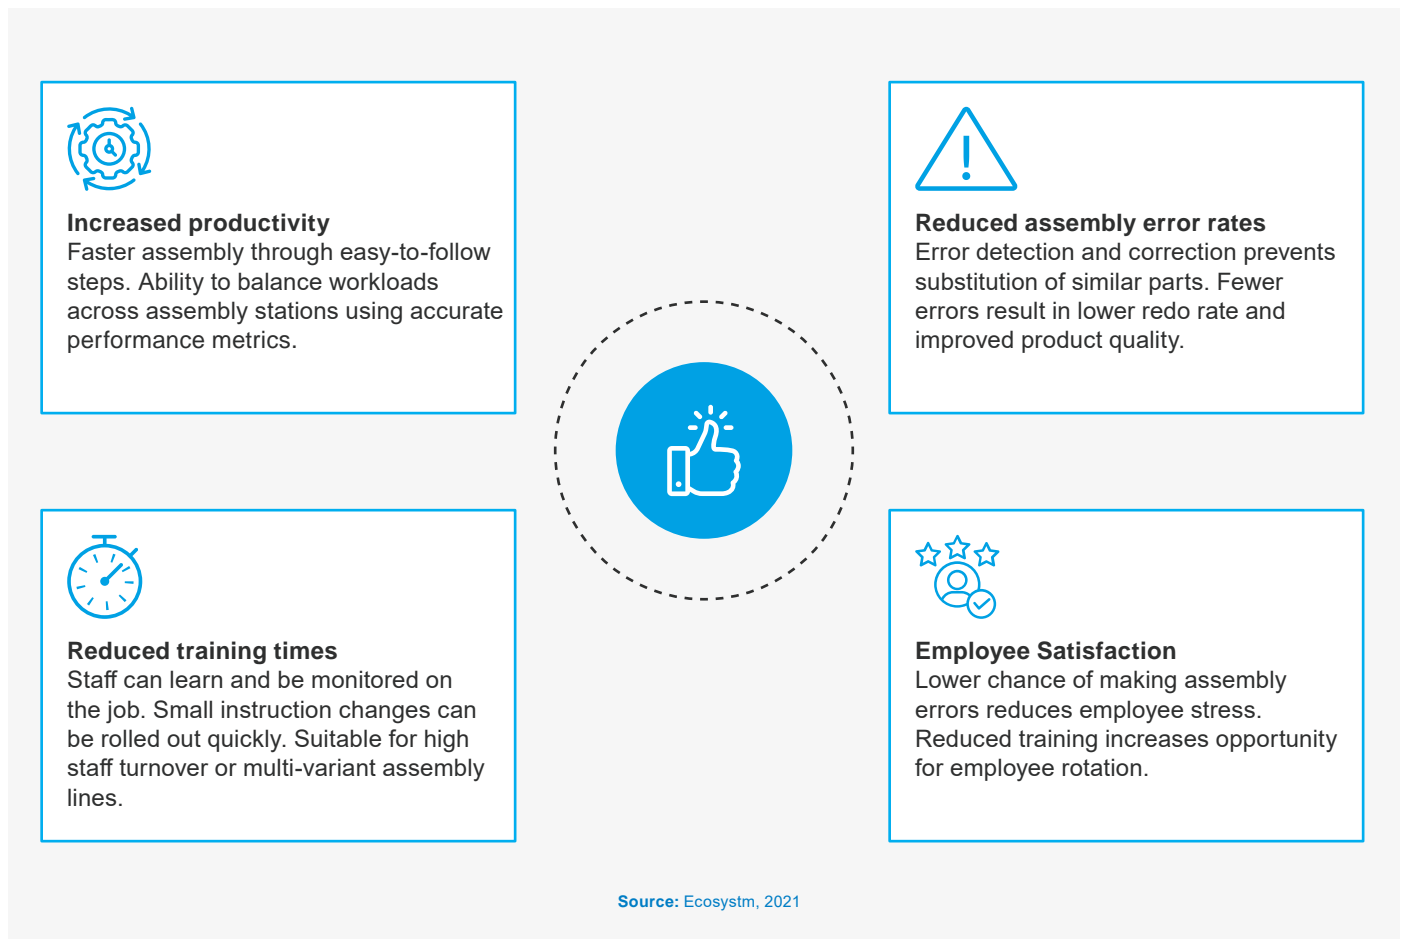 Increased productivity
Faster assembly through easy-to-follow
steps. Ability to balance workloads
across assembly stations using accurate
performance metrics.
Reduced assembly error rates
Error detection and correction prevents
substitution of similar parts. Fewer
errors result in lower redo rate and
improved product quality.
Reduced training times
Staff can learn and be monitored on
the job. Small instruction changes can
be rolled out quickly. Suitable for high
staff turnover or multi-variant assembly
lines.
Employee Satisfaction
Lower chance of making assembly
errors reduces employee stress.
Reduced training increases opportunity
for employee rotation.
Source: Ecosystm, 2021